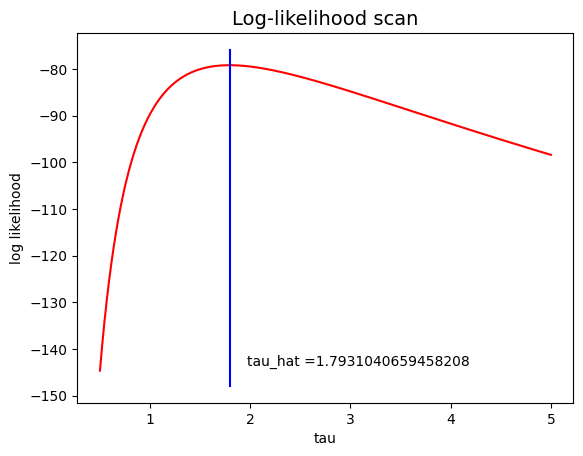 Log-likelihood scan
−80
−90
−100
−110
−120
−130
−140
−150
log likelihood
tau_hat =1.7931040659458208
1 2 3 4 5
tau